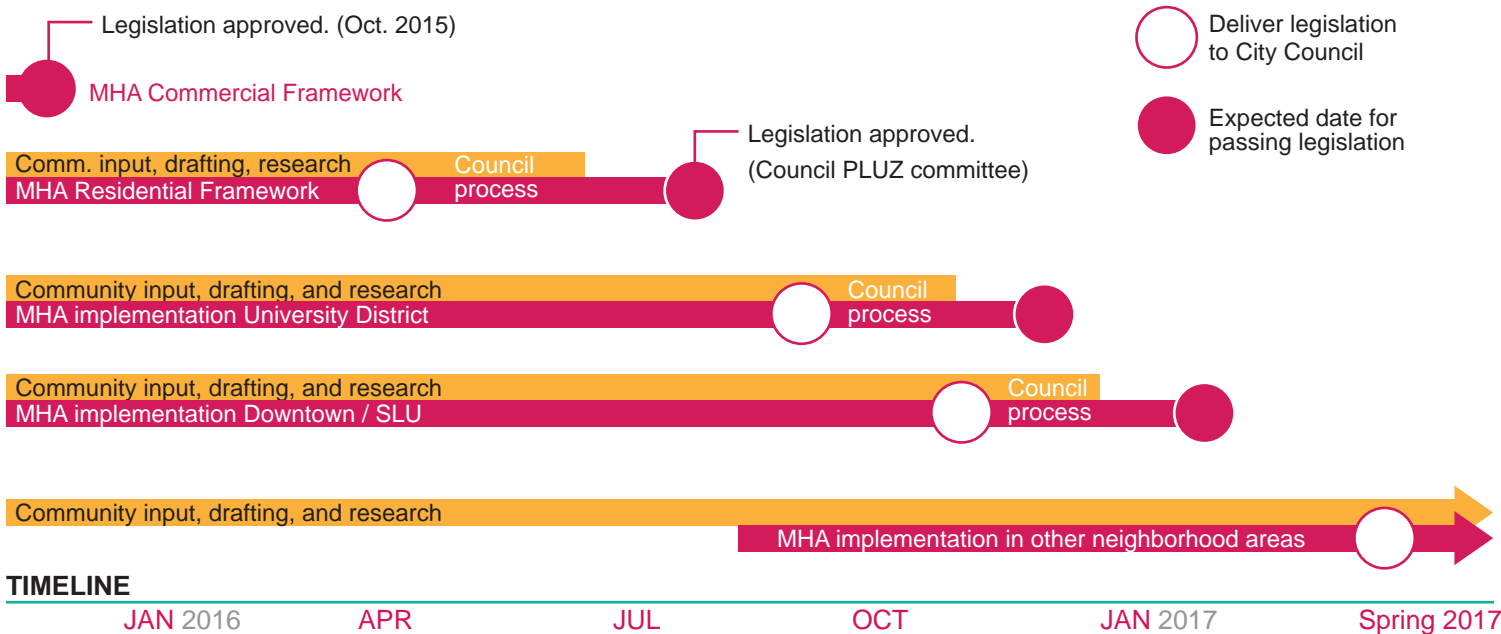 Legislation approved. (Oct. 2015)
MHA Commercial Framework
Deliver legislation
to City Council
Expected date for
passing legislation
Legislation approved.
(Council PLUZ committee)
Comm. input, drafting, research
Council
MHA Residential Framework
process
Community input, drafting, and research
Council
MHA implementation University District
process
Community input, drafting, and research
Council
MHA implementation Downtown / SLU
process
Community input, drafting, and research
MHA implementation in other neighborhood areas
TIMELINE
JAN 2016 APR JUL OCT JAN 2017 Spring 2017